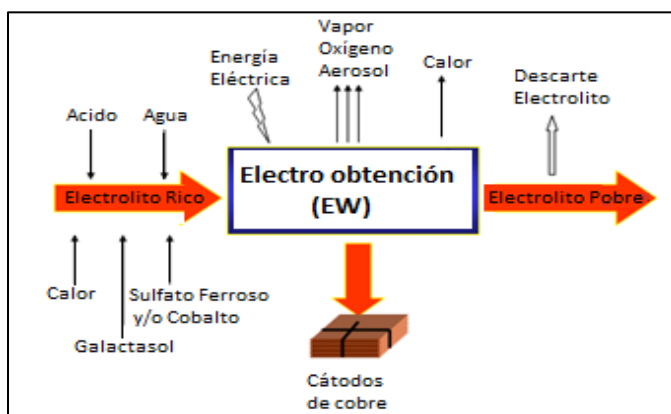 Vapor
Oxígeno
Aerosol
Energía
Eléctrica
Calor
Descarte
Electrolito
Acido
Agua
Electro obtención
(EW)
Electrolito Rico
Electrolito Pobre
Calor
Sulfato Ferroso
y/o Cobalto
Galactasol
Cátodos
de cobre